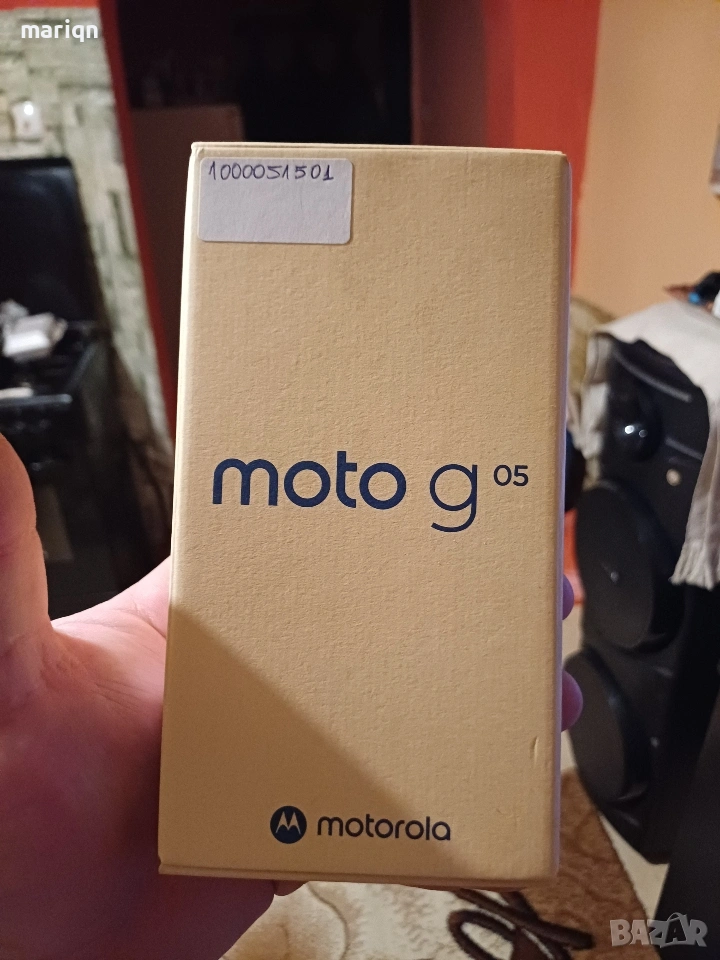 mariqn
1000051501
moto g 05
motorola
BAZAR